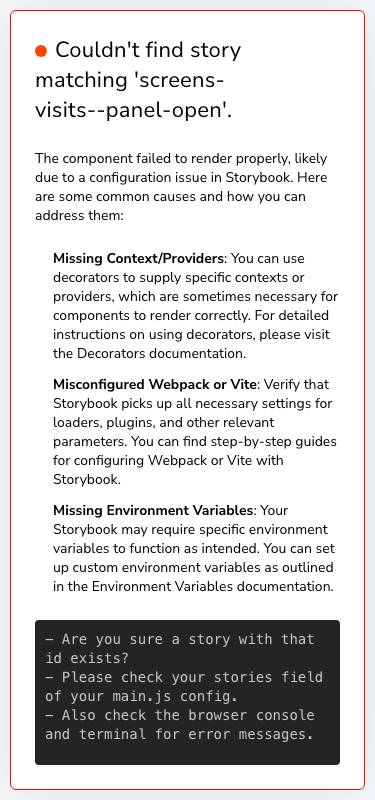 Couldn't find story
matching 'screens-
visits--panel-open'.
The component failed to render properly, likely
due to a configuration issue in Storybook. Here
are some common causes and how you can
address them:
Missing Context/Providers: You can use
decorators to supply specific contexts or
providers, which are sometimes necessary for
components to render correctly. For detailed
instructions on using decorators, please visit
the Decorators documentation.
Misconfigured Webpack or Vite: Verify that
Storybook picks up all necessary settings for
loaders, plugins, and other relevant
parameters. You can find step-by-step guides
for configuring Webpack or Vite with
Storybook.
Missing Environment Variables: Your
Storybook may require specific environment
variables to function as intended. You can set
up custom environment variables as outlined
in the Environment Variables documentation.
- Are you sure a story with that
id exists?
- Please check your stories field
of your main.js config.
- Also check the browser console
and terminal for error messages.